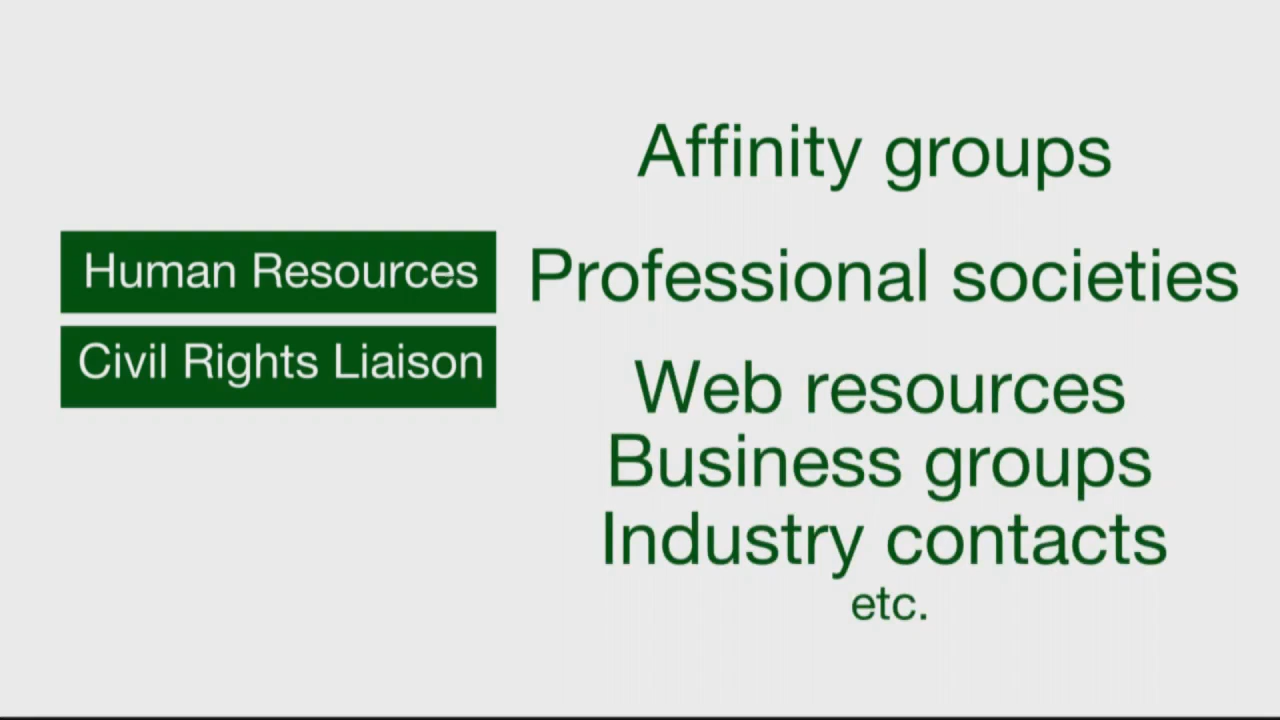 Human Resources
Civil Rights Liaison
Affinity groups
Professional societies
Web resources
Business groups
Industry contacts
etc.